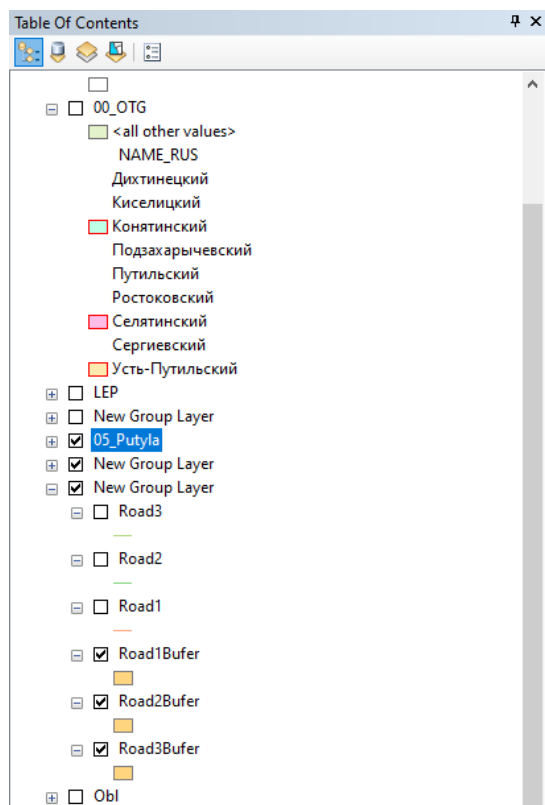 Table Of Contents
00_OTG
<all other values>
NAME_RUS
Дихтинецкий
Киселицкий
Конятинский
Подзахарычевский
Путильский
Ростоковский
Селятинский
Сергиевский
Усть-Путильский
LEP
New Group Layer
05_Putyla
New Group Layer
New Group Layer
Road3
Road2
Road1
Road1Bufer
Road2Bufer
Road3Bufer
Obl